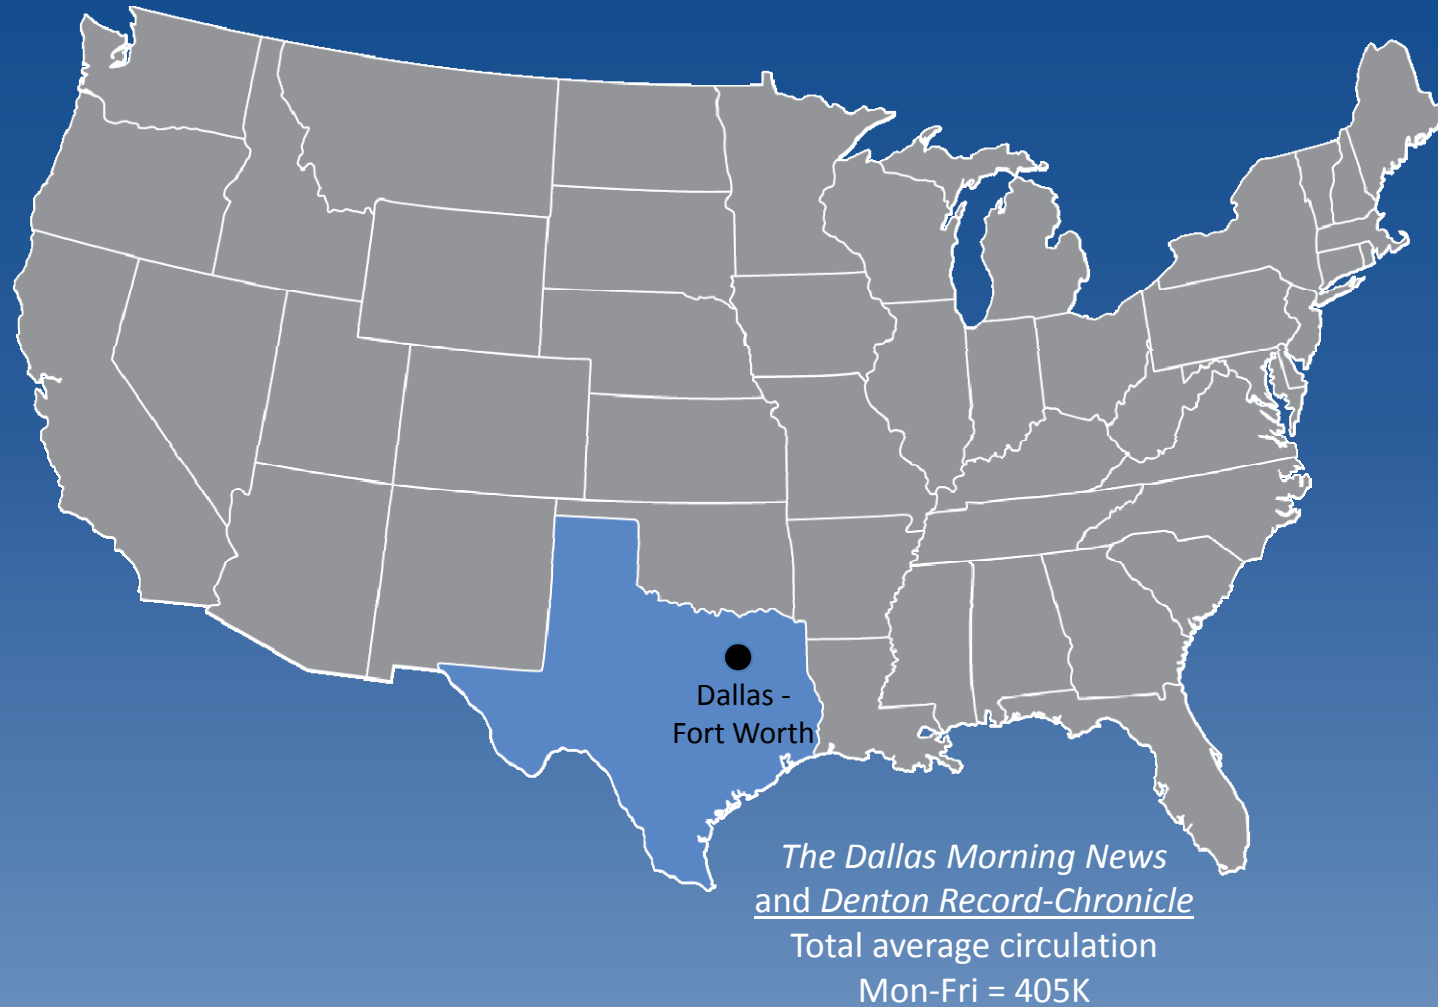 Dallas -
Fort Worth
The Dallas Morning News
and Denton Record-Chronicle
Total average circulation
Mon-Fri = 405K